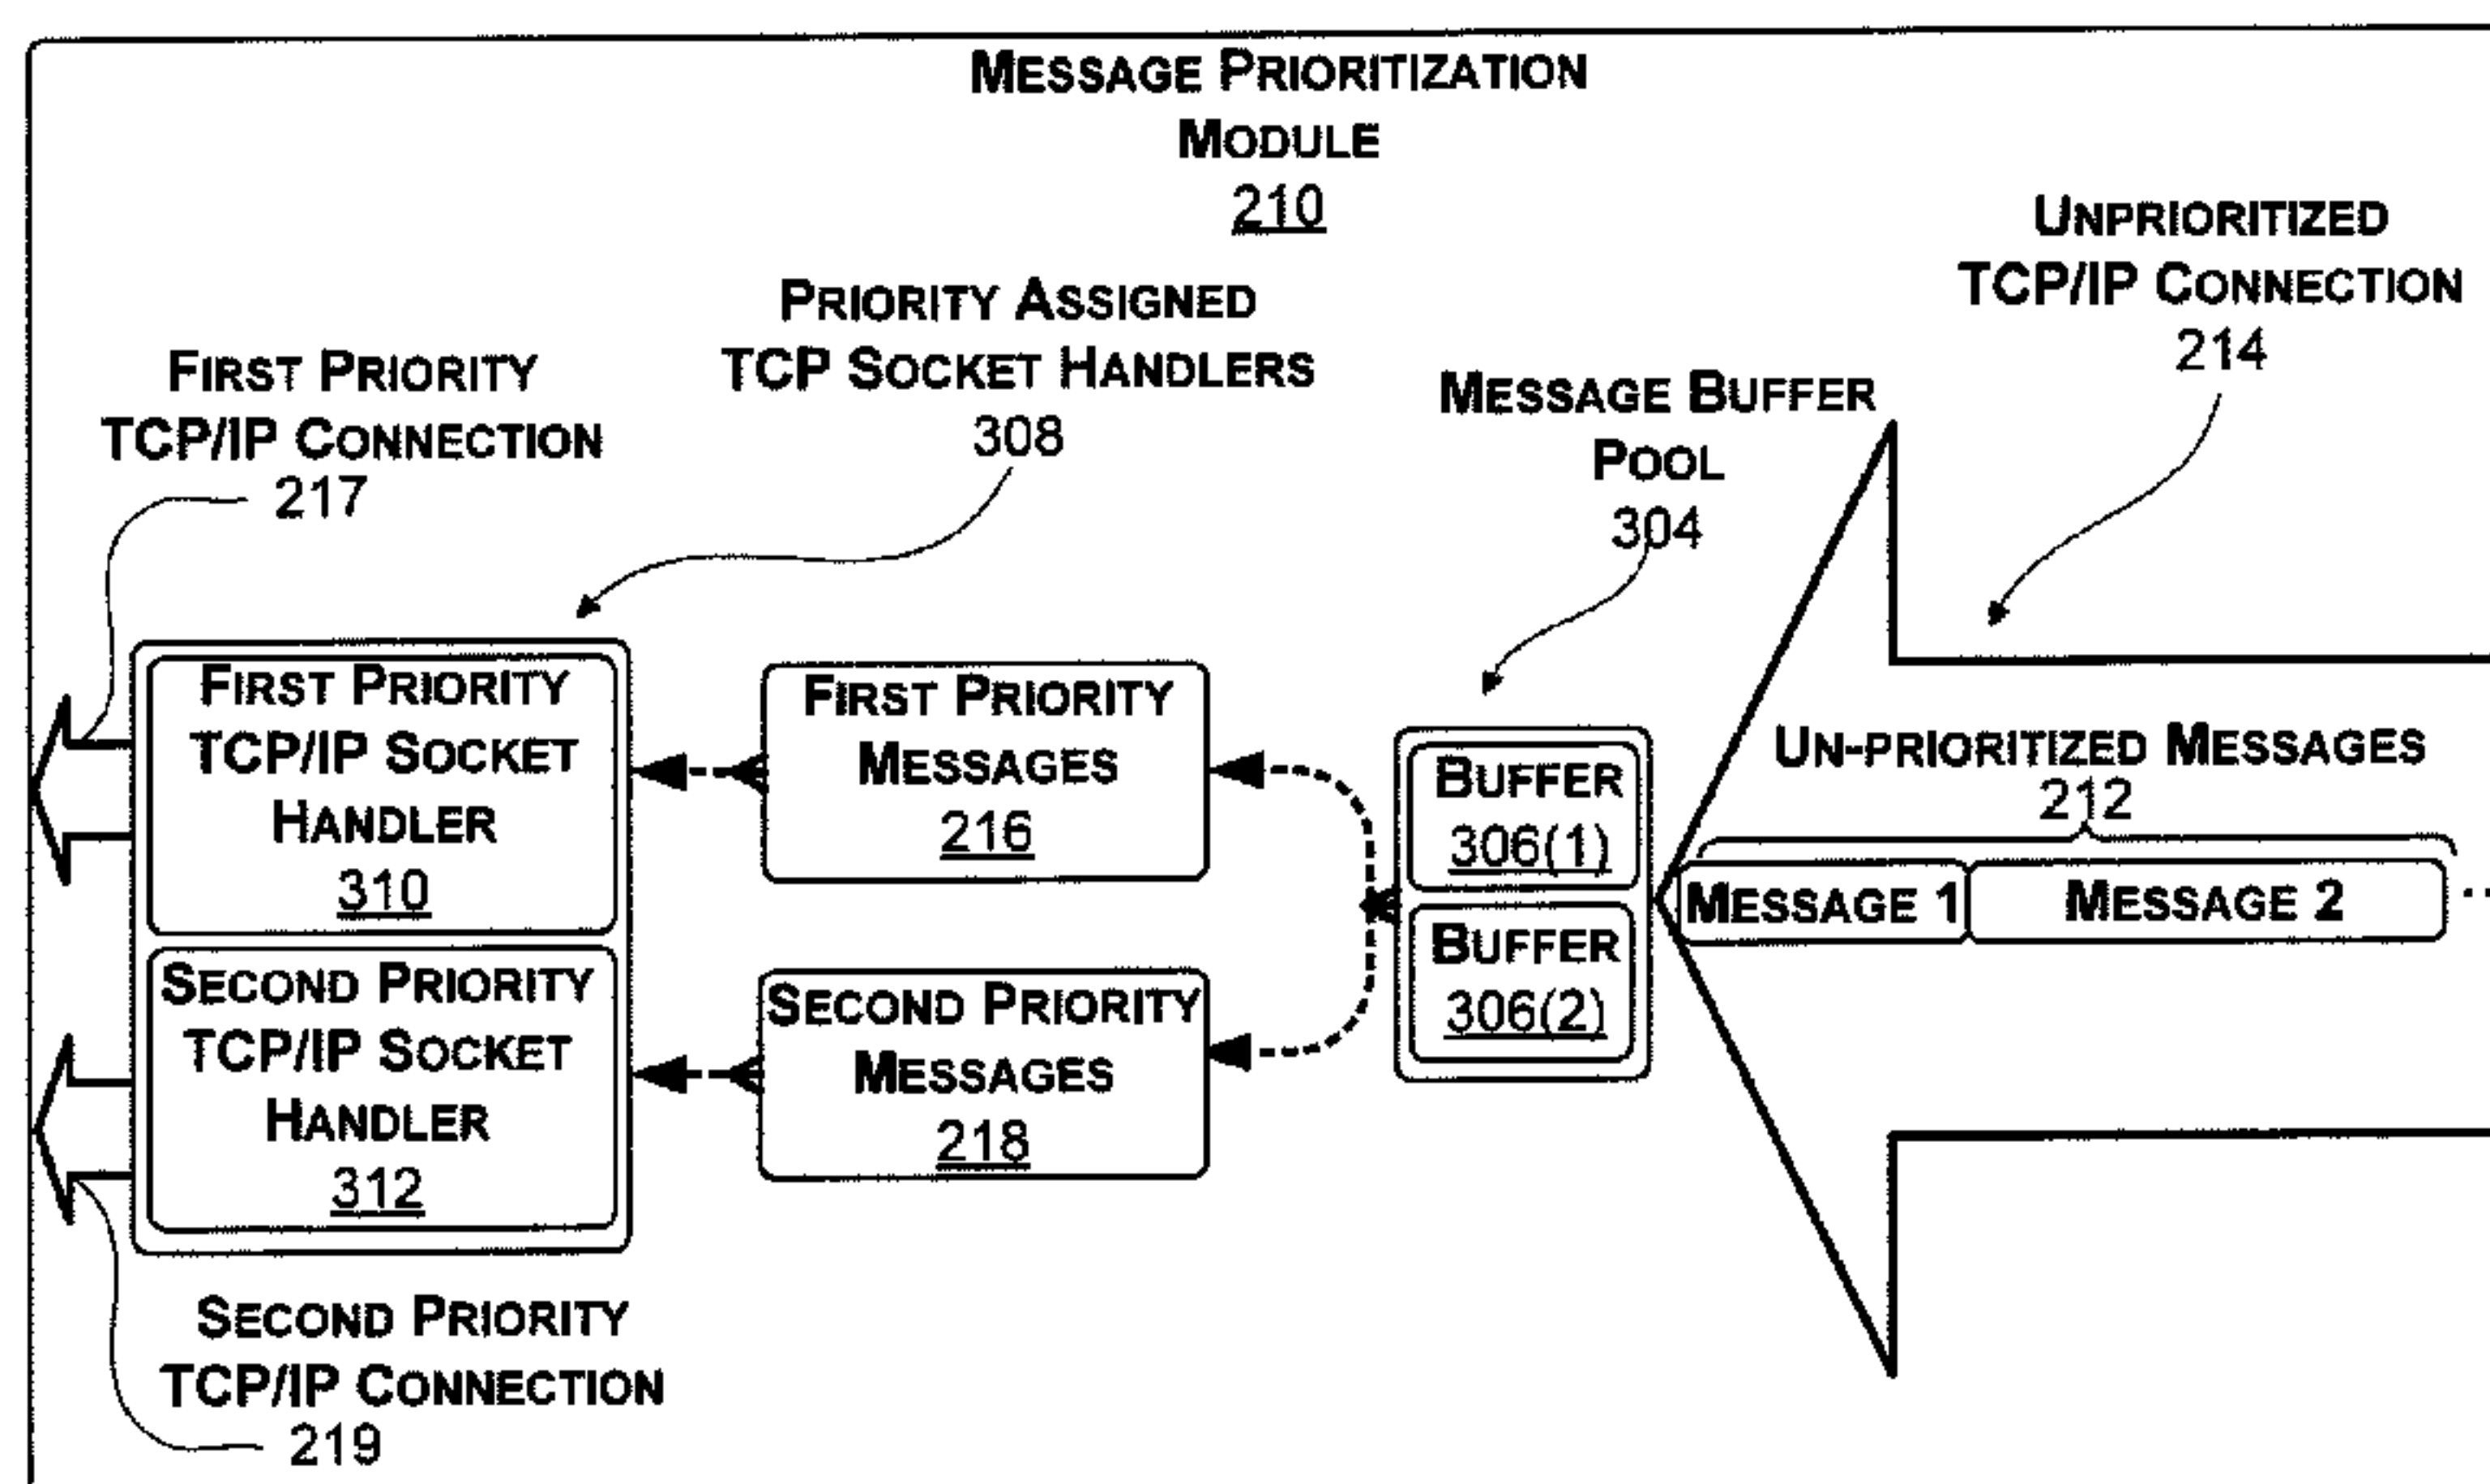 MESSAGE PRIORITIZATION
MODULE
210
UNPRIORITIZED
TCP/IP CONNECTION
214
PRIORITY ASSIGNED
TCP SOCKET HANDLERS
308
FIRST PRIORITY
TCP/IP CONNECTION
217
MESSAGE BUFFER
POOL
304
FIRST PRIORITY
TCP/IP SOCKET
HANDLER
310
FIRST PRIORITY
MESSAGES
216
BUFFER
306(1)
UN-PRIORITIZED MESSAGES
212
MESSAGE 1
MESSAGE 2
BUFFER
306(2)
SECOND PRIORITY
TCP/IP SOCKET
HANDLER
312
SECOND PRIORITY
MESSAGES
218
SECOND PRIORITY
TCP/IP CONNECTION
219